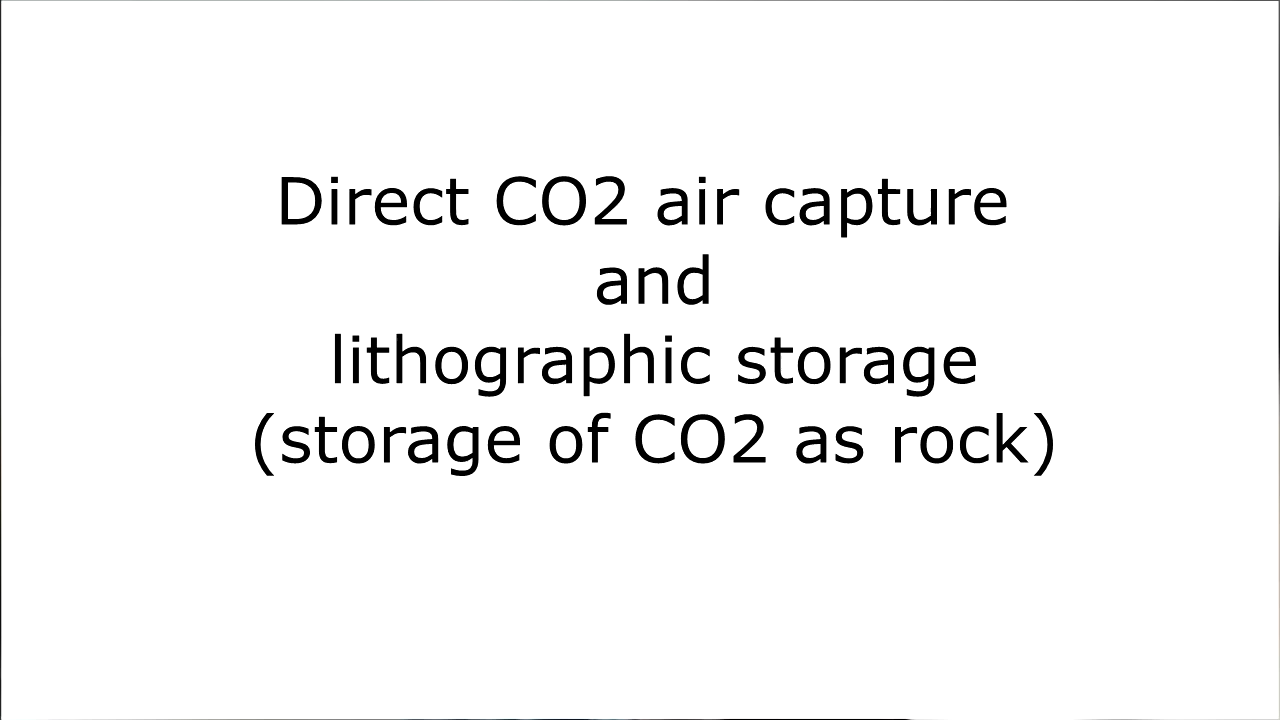 Direct CO2 air capture
and
lithographic storage
(storage of CO2 as rock)